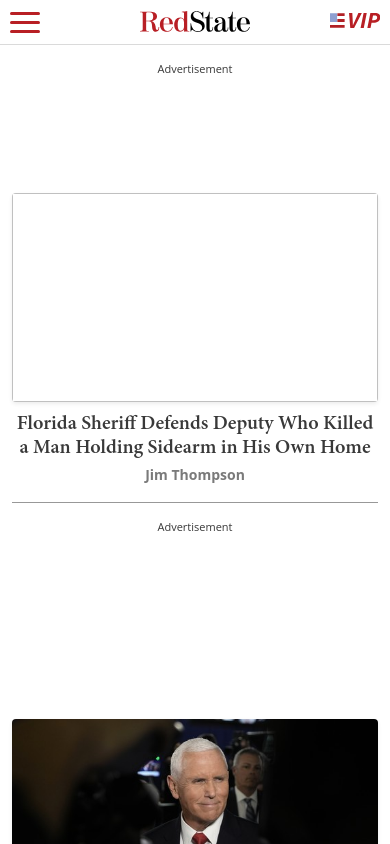 RedState
VIP
Advertisement
Florida Sheriff Defends Deputy Who Killed
a Man Holding Sidearm in His Own Home
Jim Thompson
Advertisement